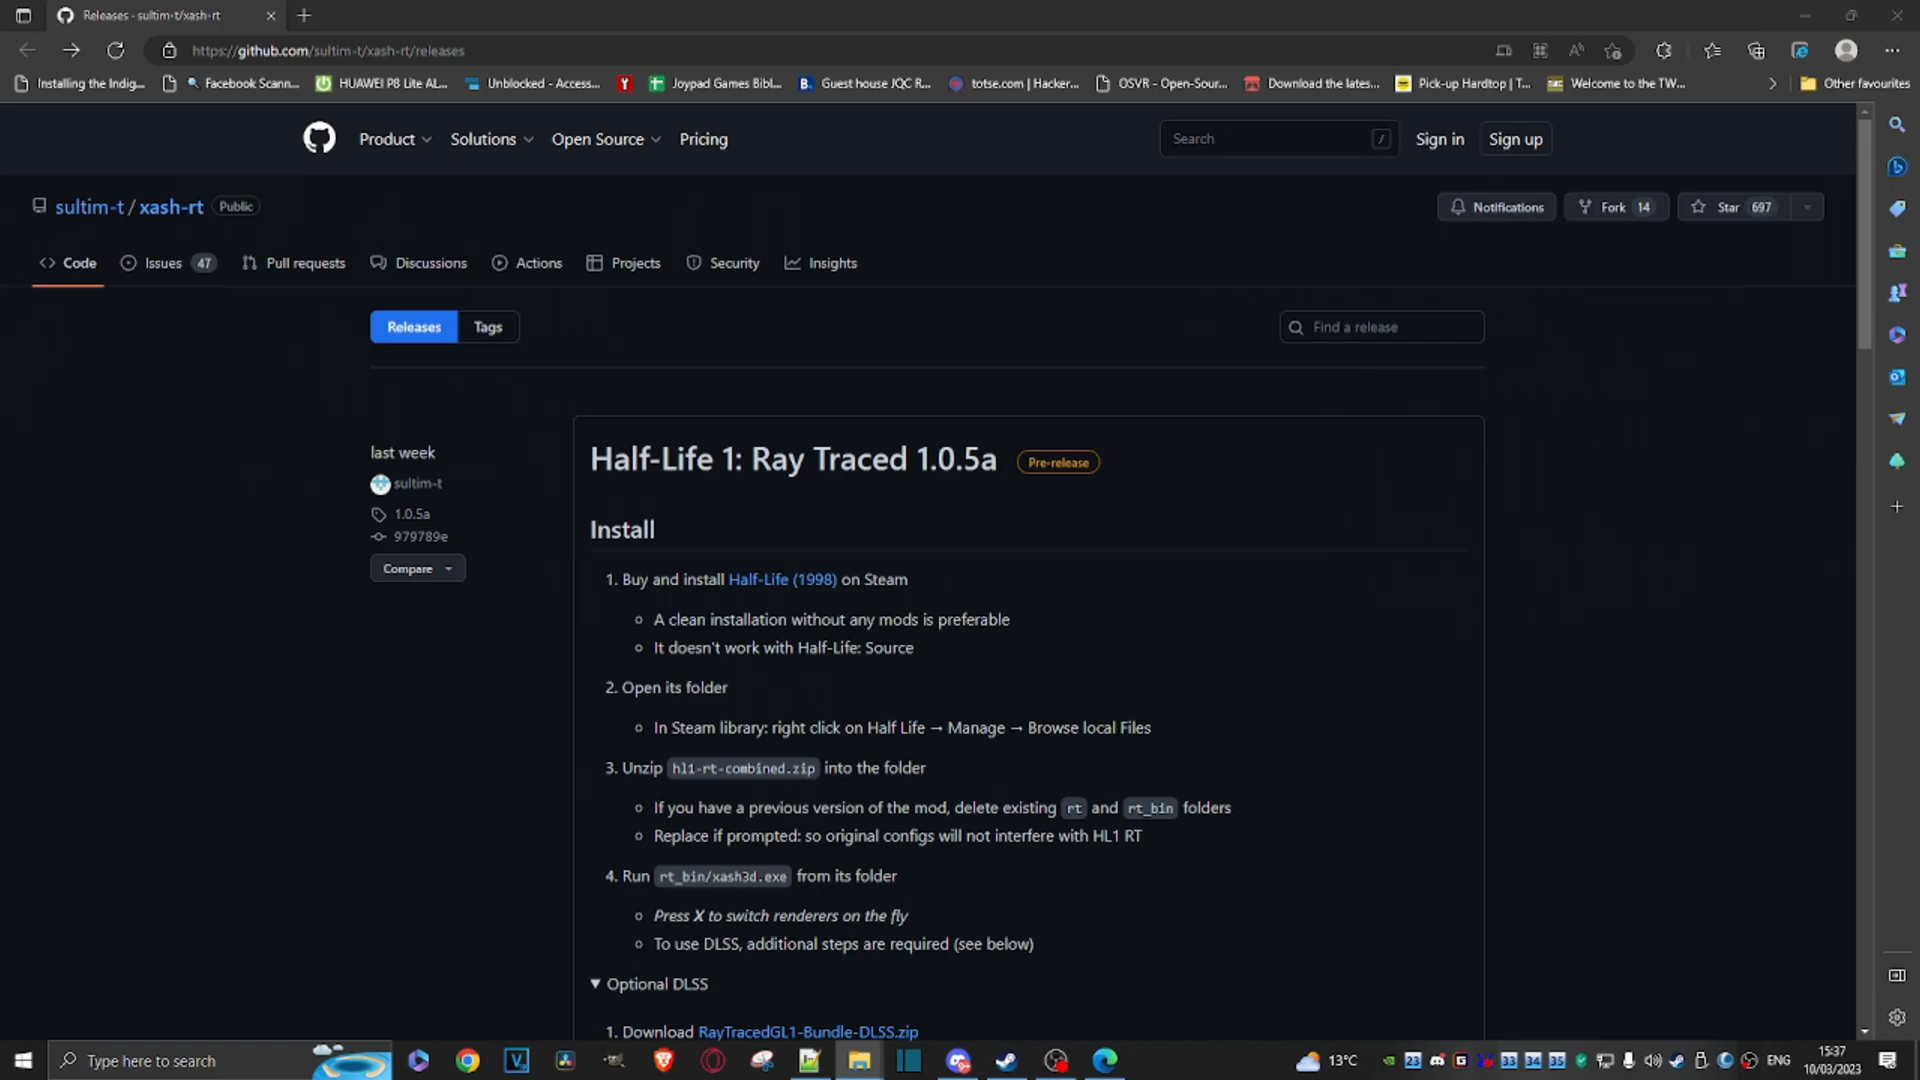 Releases · sultim-t/xash-rt
https://github.com/sultim-t/xash-rt/releases
Installing the Indig...
Facebook Scann...
HUAWEI P8 Lite AL...
Unblocked - Access...
Joypad Games Bibl...
Guest house JQC R...
totse.com | Hacker...
OSVR - Open-Sour...
Download the lates...
Pick-up Hardtop | T...
Welcome to the TW...
Other favourites
Product
Solutions
Open Source
Pricing
Search /
Sign in
Sign up
sultim-t / xash-rt Public
Notifications
Fork 14
Star 697
Code
Issues 47
Pull requests
Discussions
Actions
Projects
Security
Insights
Releases
Tags
Find a release
last week
sultim-t
1.0.5a
979789e
Compare
Half-Life 1: Ray Traced 1.0.5a Pre-release
Install
1. Buy and install Half-Life (1998) on Steam
A clean installation without any mods is preferable
It doesn't work with Half-Life: Source
2. Open its folder
In Steam library: right click on Half Life → Manage → Browse local Files
3. Unzip hl1-rt-combined.zip into the folder
If you have a previous version of the mod, delete existing rt and rt_bin folders
Replace if prompted: so original configs will not interfere with HL1 RT
4. Run rt_bin/xash3d.exe from its folder
Press X to switch renderers on the fly
To use DLSS, additional steps are required (see below)
▼ Optional DLSS
1. Download RayTracedGL1-Bundle-DLSS.zip
Type here to search
13°C
23
33
34
35
ENG
15:37
10/03/2023